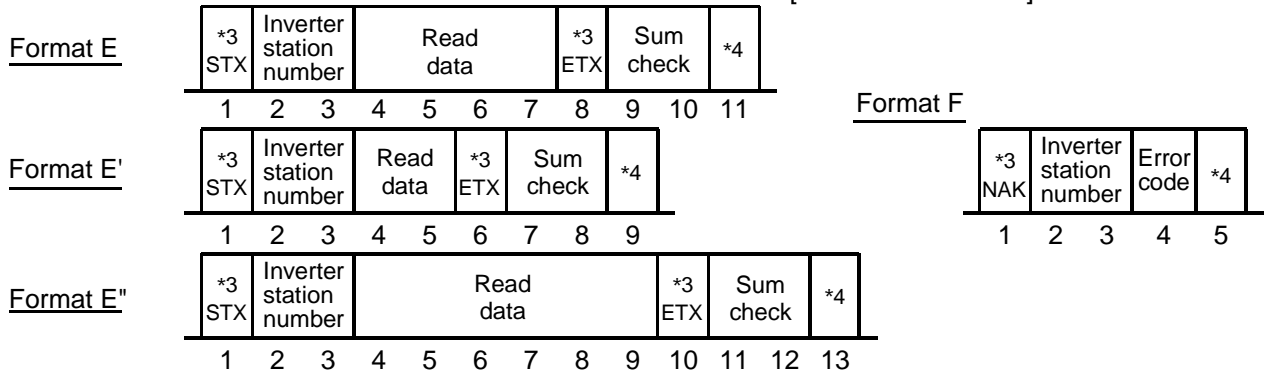 [
]
Format E
*3
STX
Inverter
station
number
Read
data
*3
ETX
Sum
check
*4
1 2 3 4 5 6 7 8 9 10 11
Format E'
*3
STX
Inverter
station
number
Read
data
*3
ETX
Sum
check
*4
1 2 3 4 5 6 7 8 9
Format E"
*3
STX
Inverter
station
number
Read
data
*3
ETX
Sum
check
*4
1 2 3 4 5 6 7 8 9 10 11 12 13
Format F
*3
NAK
Inverter
station
number
Error
code
*4
1 2 3 4 5